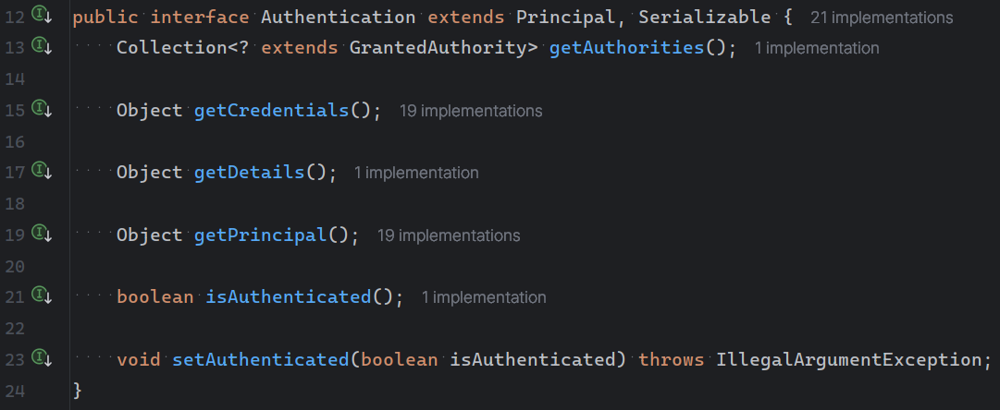 12 public interface Authentication extends Principal, Serializable { 21 implementations
13 Collection<? extends GrantedAuthority> getAuthorities(); 1 implementation
14
15 Object getCredentials(); 19 implementations
16
17 Object getDetails(); 1 implementation
18
19 Object getPrincipal(); 19 implementations
20
21 boolean isAuthenticated(); 1 implementation
22
23 void setAuthenticated(boolean isAuthenticated) throws IllegalArgumentException;
24 }